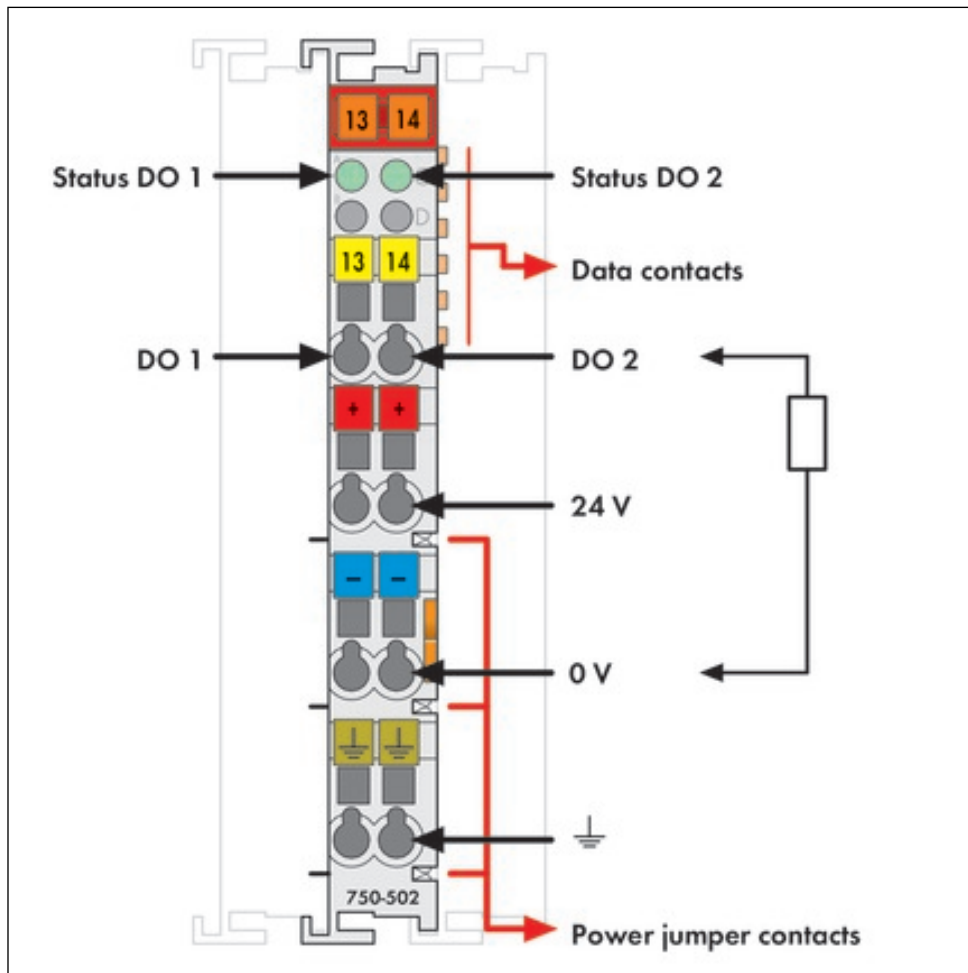 13 14
A C
Status DO 1
Status DO 2
D
13 14
Data contacts
DO 1
DO 2
+ +
24 V
− −
0 V
750-502
Power jumper contacts